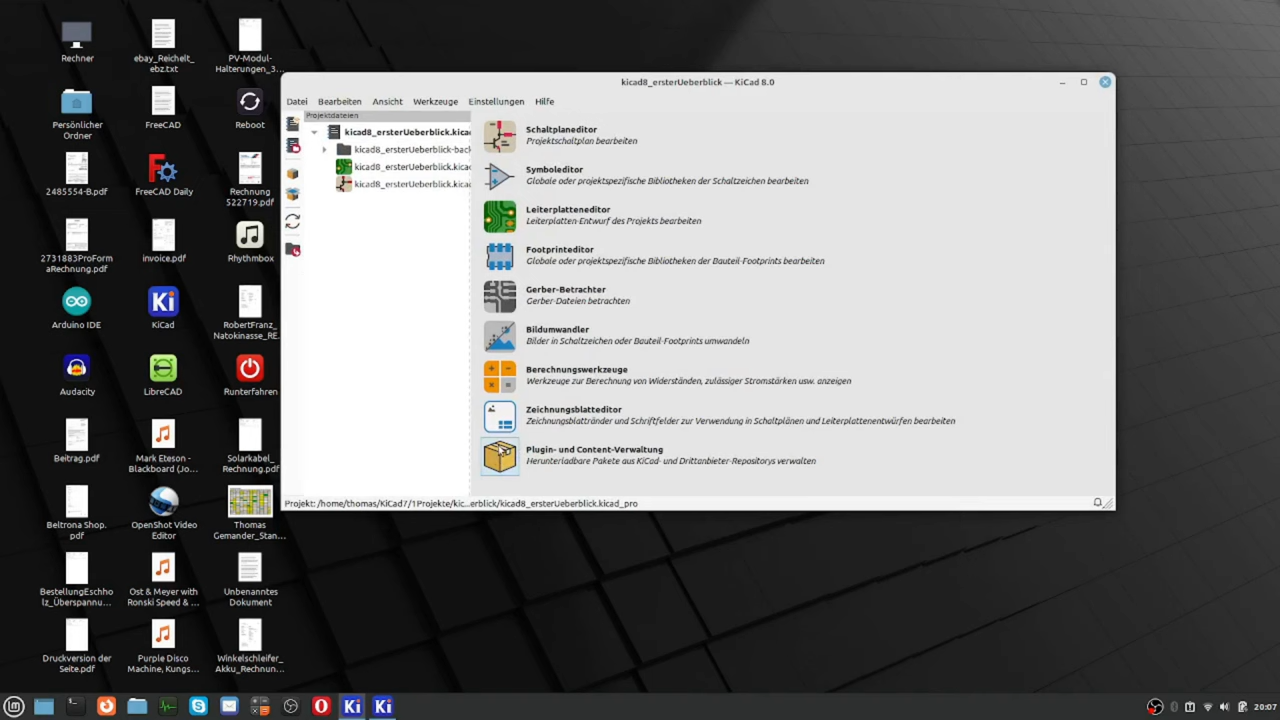 Rechner
ebay_Reichelt_
ebz.txt
PV-Modul-
Halterungen_3...
Persönlicher
Ordner
FreeCAD
Reboot
2485554-B.pdf
FreeCAD Daily
Rechnung
522719.pdf
2731883ProForm
aRechnung.pdf
invoice.pdf
Rhythmbox
Arduino IDE
Ki
KiCad
RobertFranz_
Natokinasse_RE...
Audacity
LibreCAD
Runterfahren
Beitrag.pdf
Mark Eteson -
Blackboard (Jo...
Solarkabel_
Rechnung.pdf
Beltrona Shop.
pdf
OpenShot Video
Editor
Thomas
Gemander_Stan...
BestellungEschho
lz_Überspannu...
Ost & Meyer with
Ronski Speed & ...
Unbenanntes
Dokument
Druckversion der
Seite.pdf
Purple Disco
Machine, Kungs...
Winkelschleifer_
Akku_Rechnun...
kicad8_ersterUeberblick — KiCad 8.0
Datei Bearbeiten Ansicht Werkzeuge Einstellungen Hilfe
Projektdateien
kicad8_ersterUeberblick.kicad
kicad8_ersterUeberblick-back
kicad8_ersterUeberblick.kicad
kicad8_ersterUeberblick.kicad
Schaltplaneditor
Projektschaltplan bearbeiten
Symboleditor
Globale oder projektspezifische Bibliotheken der Schaltzeichen bearbeiten
Leiterplatteneditor
Leiterplatten-Entwurf des Projekts bearbeiten
Footprinteditor
Globale oder projektspezifische Bibliotheken der Bauteil-Footprints bearbeiten
Gerber-Betrachter
Gerber-Dateien betrachten
Bildumwandler
Bilder in Schaltzeichen oder Bauteil-Footprints umwandeln
Berechnungswerkzeuge
Werkzeuge zur Berechnung von Widerständen, zulässiger Stromstärken usw. anzeigen
Zeichnungsblatteditor
Zeichnungsblattränder und Schriftfelder zur Verwendung in Schaltplänen und Leiterplattenentwürfen bearbeiten
Plugin- und Content-Verwaltung
Herunterladbare Pakete aus KiCad- und Drittanbieter-Repositorys verwalten
Projekt: /home/thomas/KiCad7/1Projekte/kic...erblick/kicad8_ersterUeberblick.kicad_pro
Ki Ki
20:07